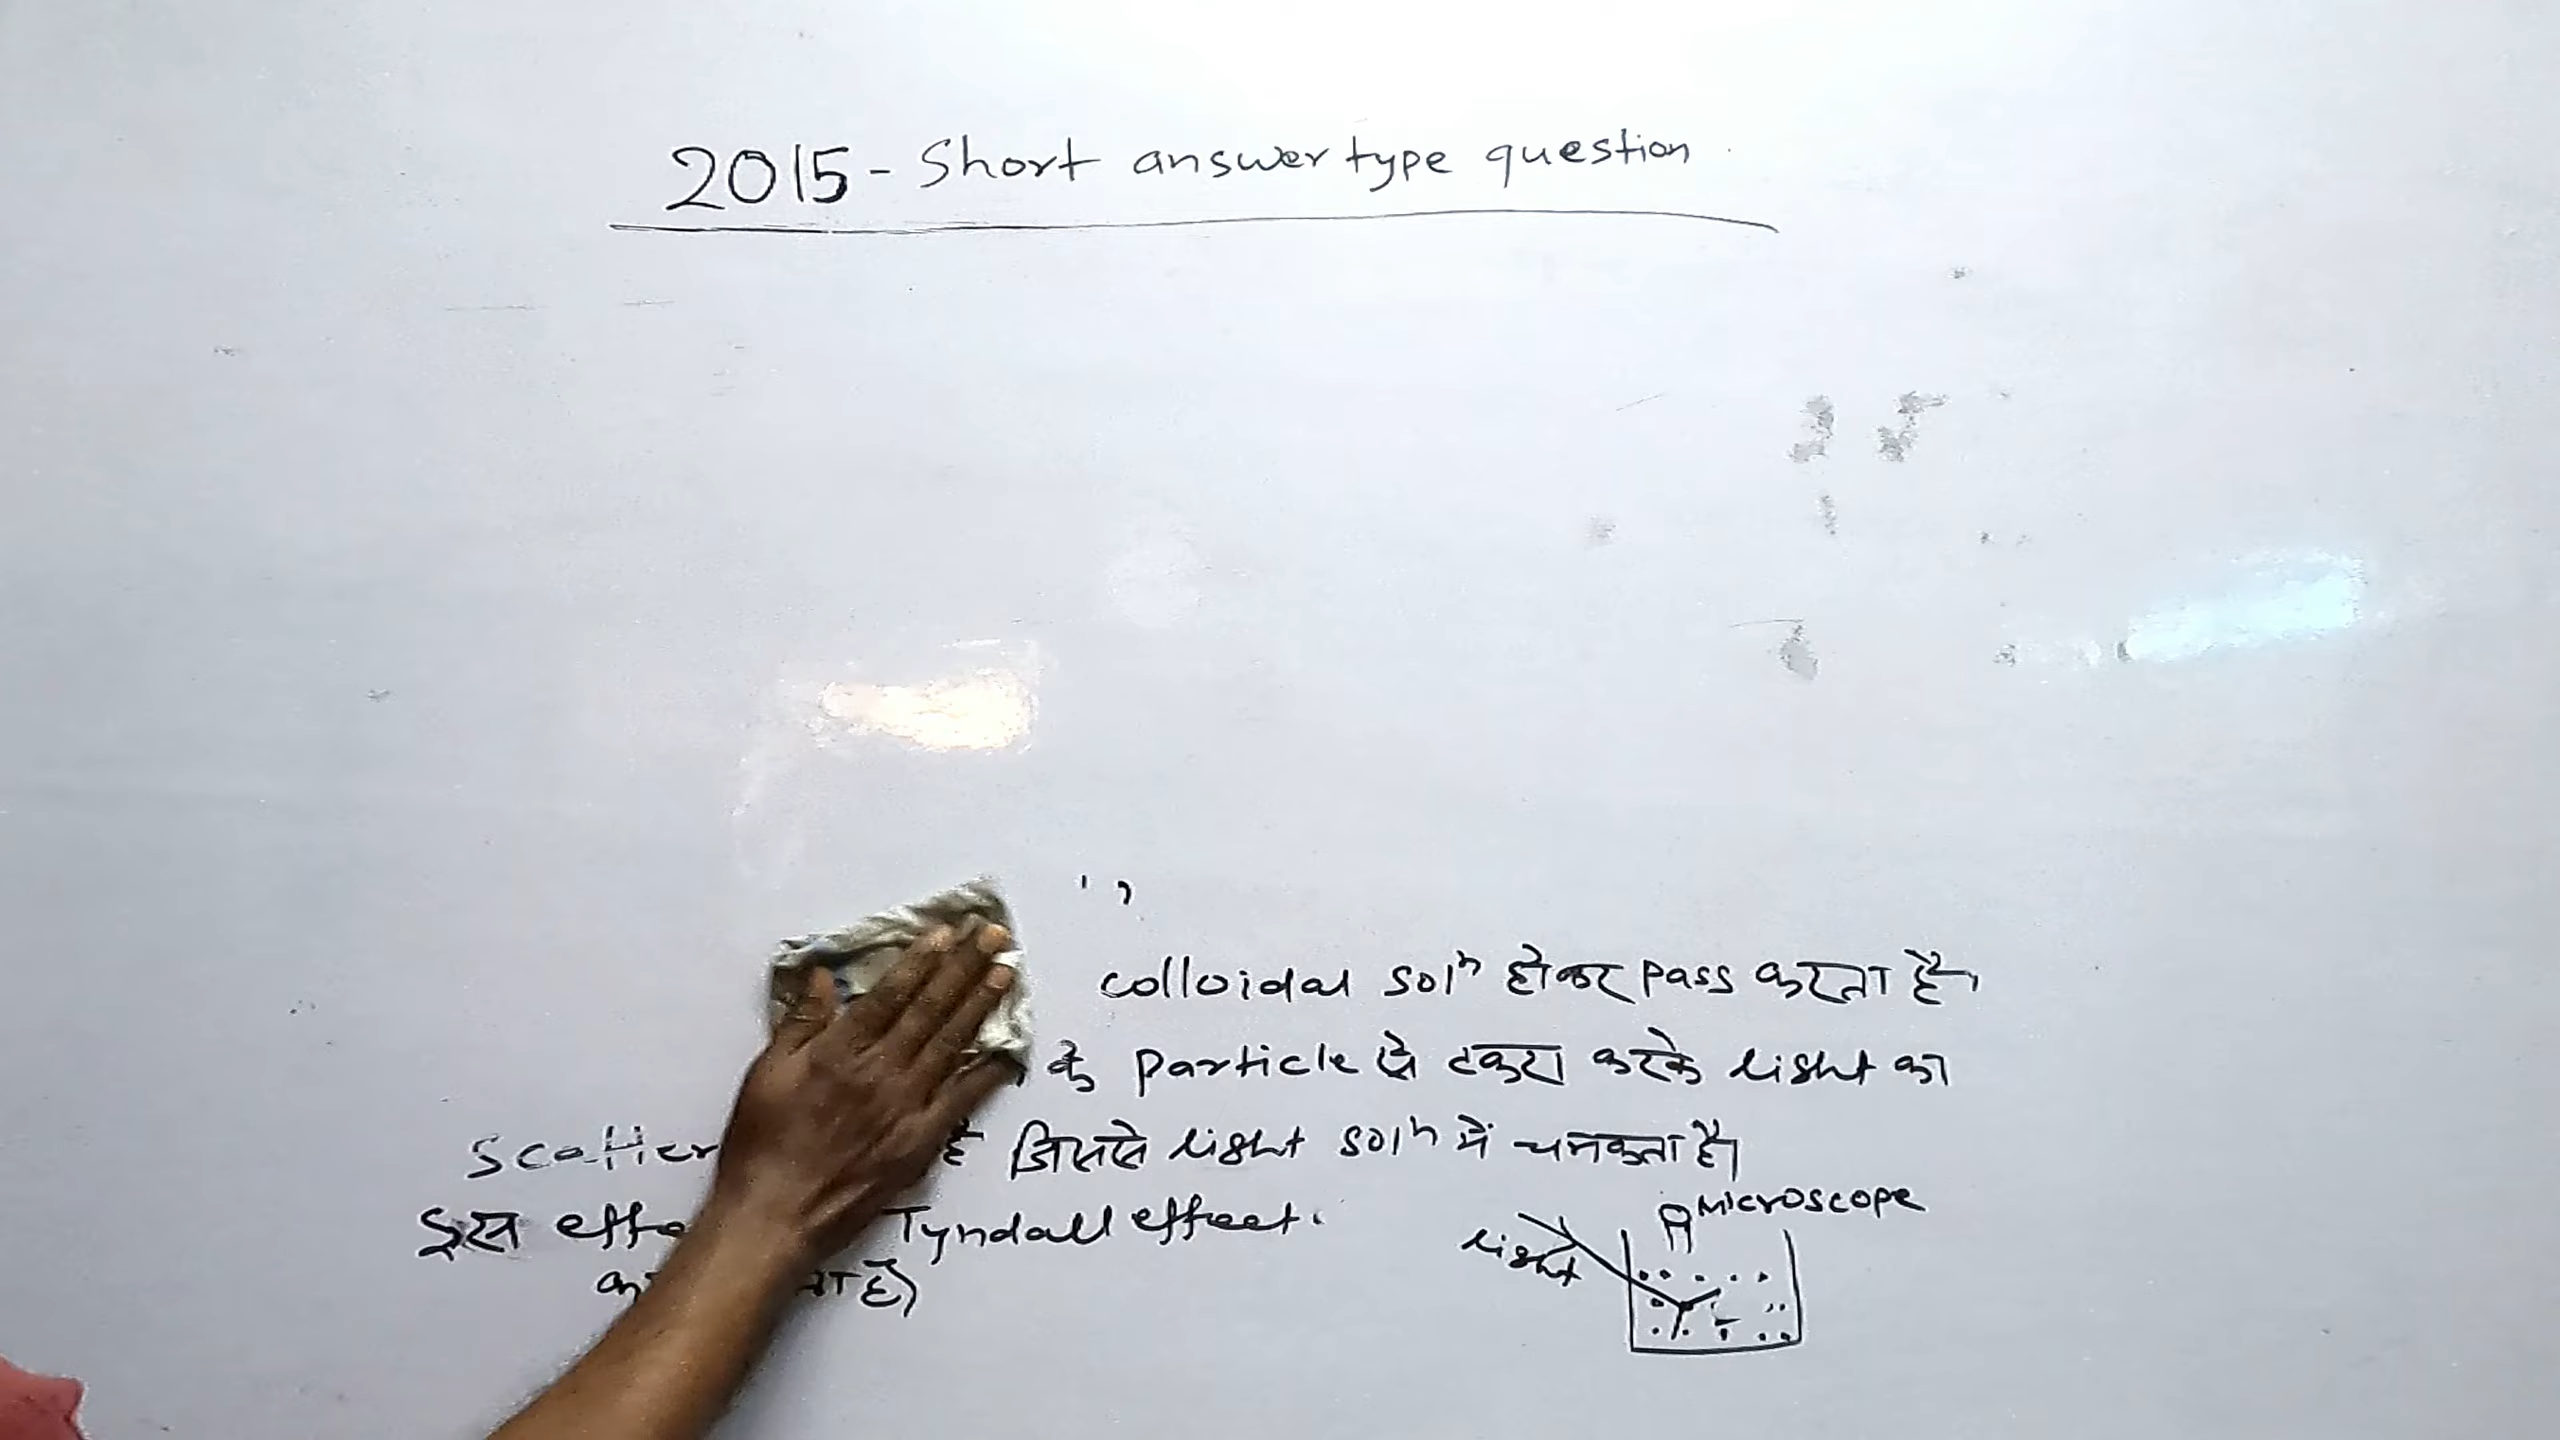 2015 - Short answer type question
colloidal solⁿ होकर pass करता है,
के particle से टकरा करके light का
Scatter है जिससे light solⁿ में चमकता है।
इस effe Tyndall effect.
Microscope
light